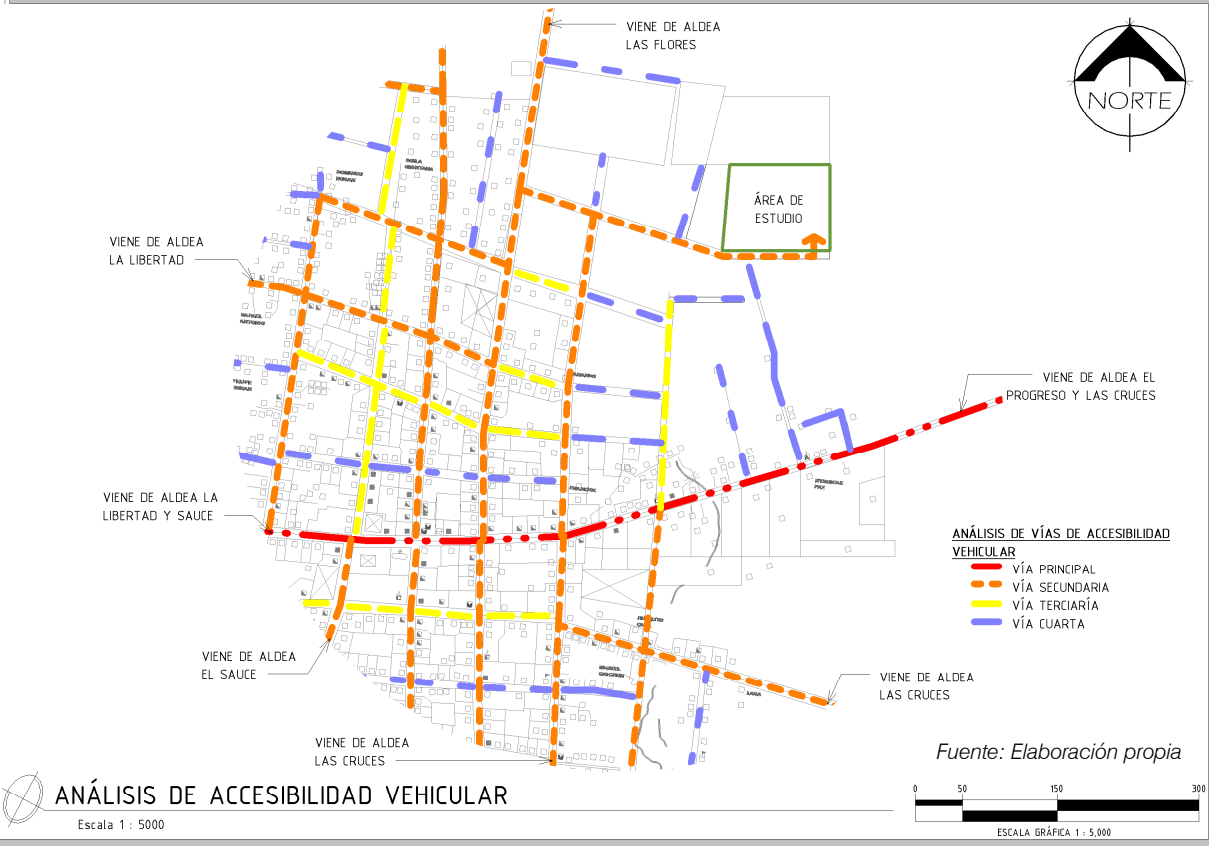 VIENE DE ALDEA
LAS FLORES
NORTE
ÁREA DE
ESTUDIO
VIENE DE ALDEA
LA LIBERTAD
VIENE DE ALDEA EL
PROGRESO Y LAS CRUCES
VIENE DE ALDEA LA
LIBERTAD Y SAUCE
ANÁLISIS DE VÍAS DE ACCESIBILIDAD
VEHICULAR
VÍA PRINCIPAL
VÍA SECUNDARIA
VÍA TERCIARÍA
VÍA CUARTA
VIENE DE ALDEA
EL SAUCE
VIENE DE ALDEA
LAS CRUCES
VIENE DE ALDEA
LAS CRUCES
Fuente: Elaboración propia
ANÁLISIS DE ACCESIBILIDAD VEHICULAR
Escala 1 : 5000
0 50 150 300
ESCALA GRÁFICA 1 : 5,000